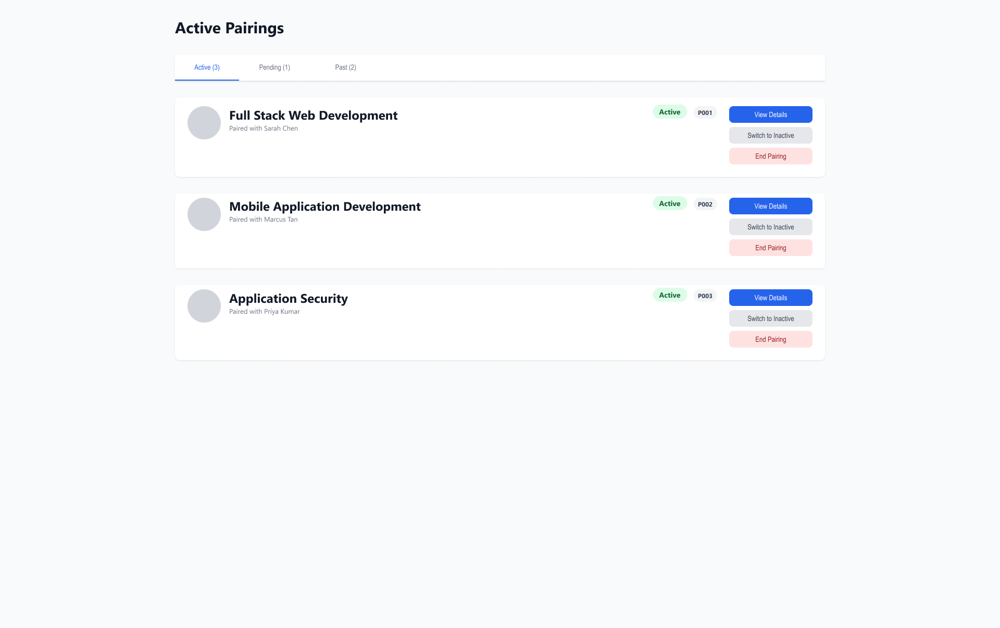 Active Pairings
Active (3) Pending (1) Past (2)
Full Stack Web Development
Paired with Sarah Chen
Active P001
View Details
Switch to Inactive
End Pairing
Mobile Application Development
Paired with Marcus Tan
Active P002
View Details
Switch to Inactive
End Pairing
Application Security
Paired with Priya Kumar
Active P003
View Details
Switch to Inactive
End Pairing